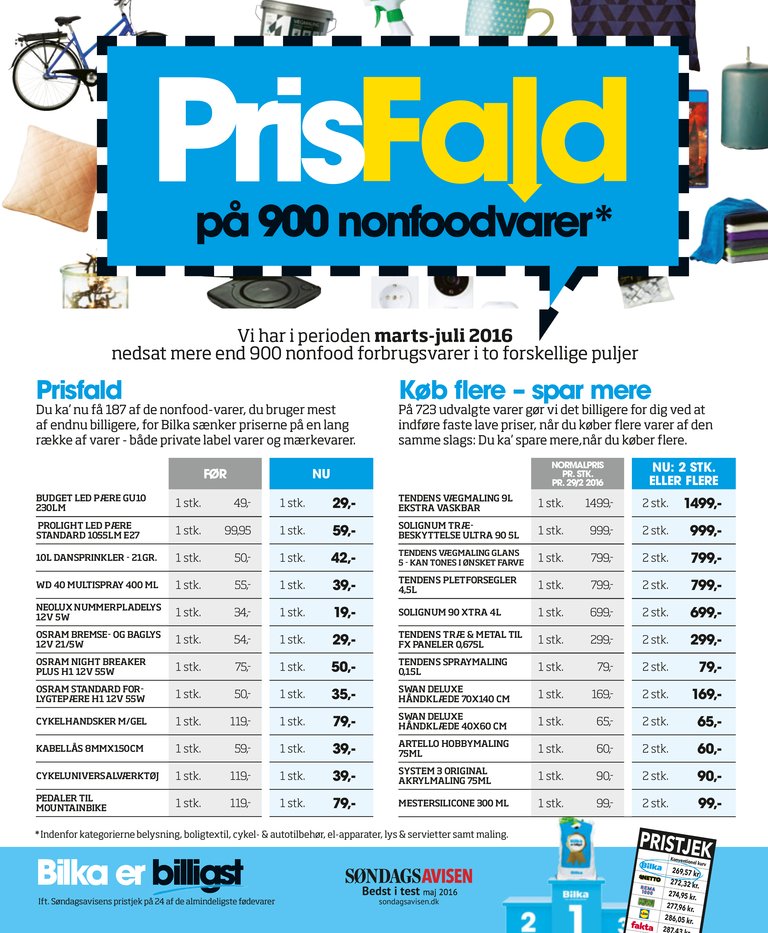 PrisFald
på 900 nonfoodvarer*
Vi har i perioden marts-juli 2016
nedsat mere end 900 nonfood forbrugsvarer i to forskellige puljer
Prisfald
Du ka' nu få 187 af de nonfood-varer, du bruger mest
af endnu billigere, for Bilka sænker priserne på en lang
række af varer - både private label varer og mærkevarer.
FØR NU
BUDGET LED PÆRE GU10
230LM 1 stk. 49,- 1 stk. 29,-
PROLIGHT LED PÆRE
STANDARD 1055LM E27 1 stk. 99,95 1 stk. 59,-
10L DANSPRINKLER - 21GR. 1 stk. 50,- 1 stk. 42,-
WD 40 MULTISPRAY 400 ML 1 stk. 55,- 1 stk. 39,-
NEOLUX NUMMERPLADELYS
12V 5W 1 stk. 34,- 1 stk. 19,-
OSRAM BREMSE- OG BAGLYS
12V 21/5W 1 stk. 54,- 1 stk. 29,-
OSRAM NIGHT BREAKER
PLUS H1 12V 55W 1 stk. 75,- 1 stk. 50,-
OSRAM STANDARD FOR-
LYGTEPÆRE H1 12V 55W 1 stk. 50,- 1 stk. 35,-
CYKELHANDSKER M/GEL 1 stk. 119,- 1 stk. 79,-
KABELLÅS 8MMX150CM 1 stk. 59,- 1 stk. 39,-
CYKELUNIVERSALVÆRKTØJ 1 stk. 119,- 1 stk. 39,-
PEDALER TIL
MOUNTAINBIKE 1 stk. 119,- 1 stk. 79,-
Køb flere – spar mere
På 723 udvalgte varer gør vi det billigere for dig ved at
indføre faste lave priser, når du køber flere varer af den
samme slags: Du ka' spare mere, når du køber flere.
NORMALPRIS
PR. STK.
PR. 29/2 2016
NU: 2 STK.
ELLER FLERE
TENDENS VÆGMALING 9L
EKSTRA VASKBAR 1 stk. 1499,- 2 stk. 1499,-
SOLIGNUM TRÆ-
BESKYTTELSE ULTRA 90 5L 1 stk. 999,- 2 stk. 999,-
TENDENS VÆGMALING GLANS
5 - KAN TONES I ØNSKET FARVE 1 stk. 799,- 2 stk. 799,-
TENDENS PLETFORSEGLER
4,5L 1 stk. 799,- 2 stk. 799,-
SOLIGNUM 90 XTRA 4L 1 stk. 699,- 2 stk. 699,-
TENDENS TRÆ & METAL TIL
FX PANELER 0,675L 1 stk. 299,- 2 stk. 299,-
TENDENS SPRAYMALING
0,15L 1 stk. 79,- 2 stk. 79,-
SWAN DELUXE
HÅNDKLÆDE 70X140 CM 1 stk. 169,- 2 stk. 169,-
SWAN DELUXE
HÅNDKLÆDE 40X60 CM 1 stk. 65,- 2 stk. 65,-
ARTELLO HOBBYMALING
75ML 1 stk. 60,- 2 stk. 60,-
SYSTEM 3 ORIGINAL
AKRYLMALING 75ML 1 stk. 90,- 2 stk. 90,-
MESTERSILICONE 300 ML 1 stk. 99,- 2 stk. 99,-
*Indenfor kategorierne belysning, boligtextil, cykel- & autotilbehør, el-apparater, lys & servietter samt maling.
Bilka er billigst
Ift. Søndagsavisens pristjek på 24 af de almindeligste fødevarer
SØNDAGSAVISEN
Bedst i test maj 2016
sondagsavisen.dk
Bilka
2 1
PRISTJEK
Konventionel kurv
Bilka 269,57 kr.
NETTO 272,32 kr.
REMA 1000 274,95 kr.
277,96 kr.
286,05 kr.
fakta 287,43 kr.